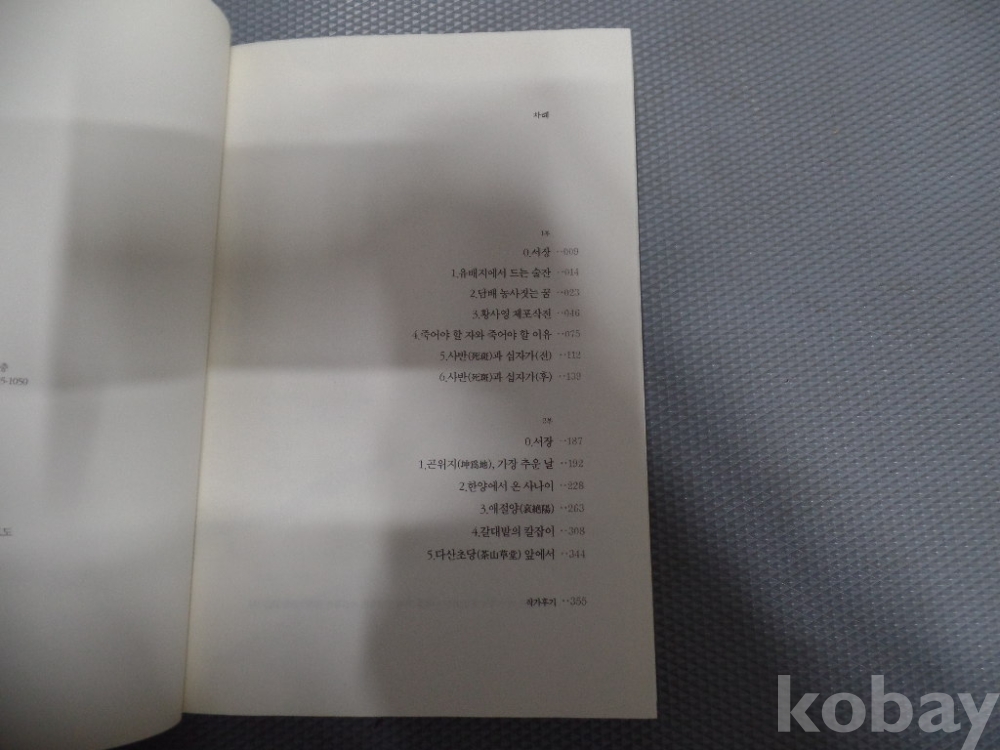 층
5-1050
도
차례
1부
0.서장 ··009
1.유배지에서 드는 술잔 ··014
2.담배 농사짓는 꿈 ··023
3.황사영 체포작전 ··046
4.죽어야 할 자와 죽어야 할 이유 ··075
5.사반(死斑)과 십자가(전) ··112
6.사반(死斑)과 십자가(후) ··139
2부
0.서장 ··187
1.곤위지(坤爲地), 가장 추운 날 ··192
2.한양에서 온 사나이 ··228
3.애절양(哀絶陽) ··263
4.갈대밭의 칼잡이 ··308
5.다산초당(茶山草堂) 앞에서 ··344
작가후기 ··355
kobay